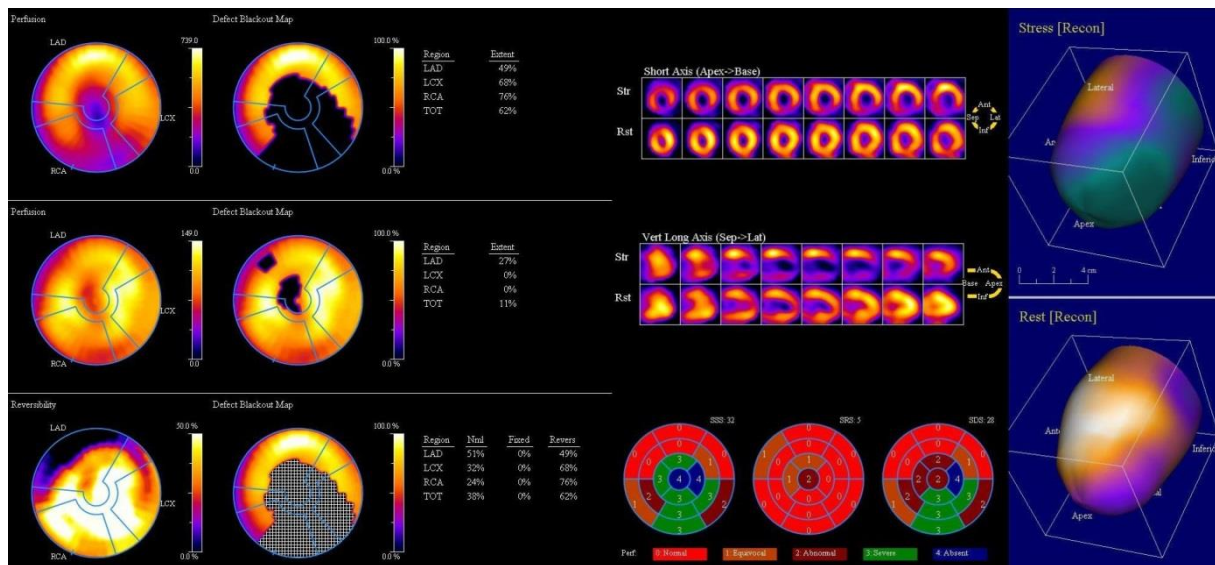 Perfusion
Defect Blackout Map
LAD
LCX
RCA
739.0
0.0
100.0 %
0.0 %
Region Extent
LAD 49%
LCX 68%
RCA 76%
TOT 62%
Perfusion
Defect Blackout Map
LAD
LCX
RCA
149.0
0.0
100.0 %
0.0 %
Region Extent
LAD 27%
LCX 0%
RCA 0%
TOT 11%
Reversibility
Defect Blackout Map
LAD
LCX
RCA
50.0 %
0.0 %
100.0 %
0.0 %
Region Nml Fixed Revers
LAD 51% 0% 49%
LCX 32% 0% 68%
RCA 24% 0% 76%
TOT 38% 0% 62%
Short Axis (Apex->Base)
Str
Rst
Ant
Sep Lat
Inf
Vert Long Axis (Sep->Lat)
Str
Rst
Ant
Base Apex
Inf
SSS: 32
SRS: 5
SDS: 28
Perf:
0: Normal
1: Equivocal
2: Abnormal
3: Severe
4: Absent
Stress [Recon]
Lateral
Inferio
Apex
0 2 4 cm
Rest [Recon]
Lateral
Ante
Inferio
Apex